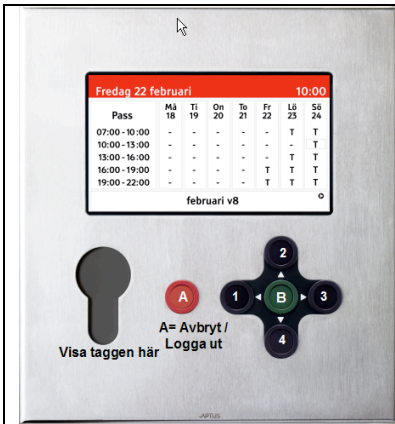 Fredag 22 februari 10:00
Pass Må 18 Ti 19 On 20 To 21 Fr 22 Lö 23 Sö 24
07:00-10:00 - - - - - T T
10:00-13:00 - - - - - - T
13:00-16:00 - - - - - T T
16:00-19:00 - - - - T T T
19:00-22:00 - - - - T T T
februari v8
2
A
1
B
3
A= Avbryt /
Logga ut
4
Visa taggen här
APTUS